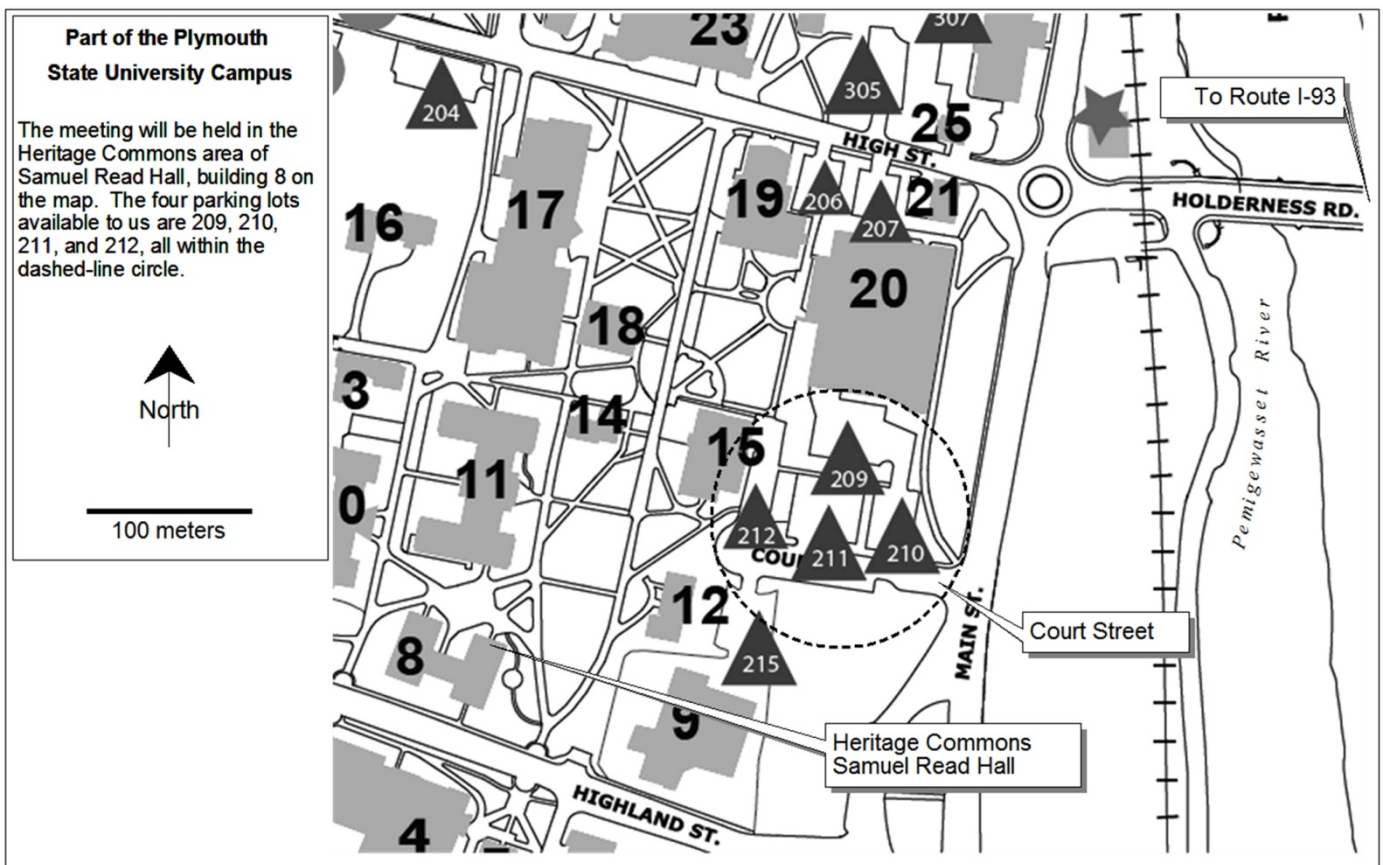 Part of the Plymouth
State University Campus
The meeting will be held in the
Heritage Commons area of
Samuel Read Hall, building 8 on
the map. The four parking lots
available to us are 209, 210,
211, and 212, all within the
dashed-line circle.
North
100 meters
23
307
305
204
To Route I-93
25
HIGH ST.
HOLDERNESS RD.
16
17
19
206
207
21
20
18
Pemigewasset River
3
14
15
11
209
0
212
211
210
12
Court Street
MAIN ST.
8
215
9
Heritage Commons
Samuel Read Hall
HIGHLAND ST.
4